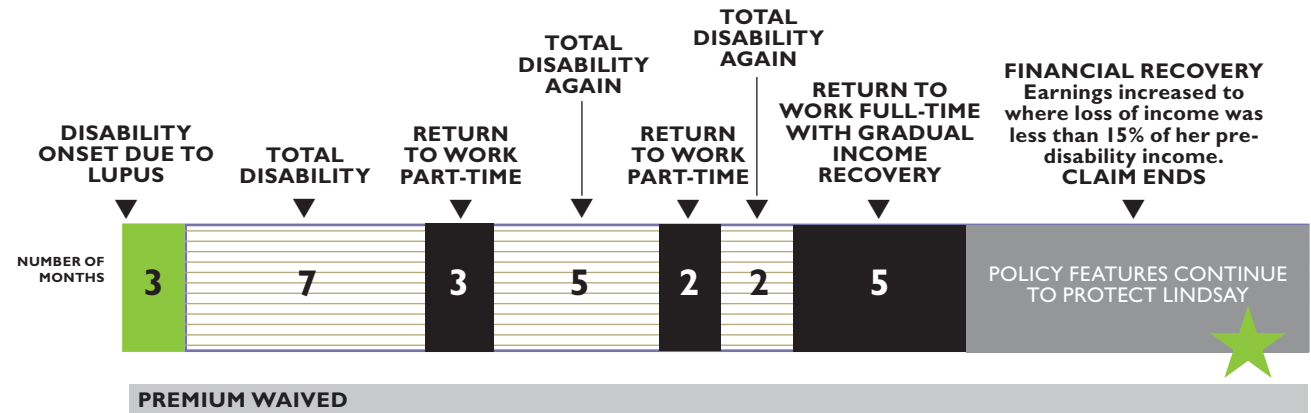 DISABILITY
ONSET DUE TO
LUPUS
TOTAL
DISABILITY
RETURN
TO WORK
PART-TIME
TOTAL
DISABILITY
AGAIN
RETURN
TO WORK
PART-TIME
TOTAL
DISABILITY
AGAIN
RETURN TO
WORK FULL-TIME
WITH GRADUAL
INCOME
RECOVERY
FINANCIAL RECOVERY
Earnings increased to
where loss of income was
less than 15% of her pre-
disability income.
CLAIM ENDS
NUMBER OF
MONTHS
3
7
3
5
2
2
5
POLICY FEATURES CONTINUE
TO PROTECT LINDSAY
PREMIUM WAIVED